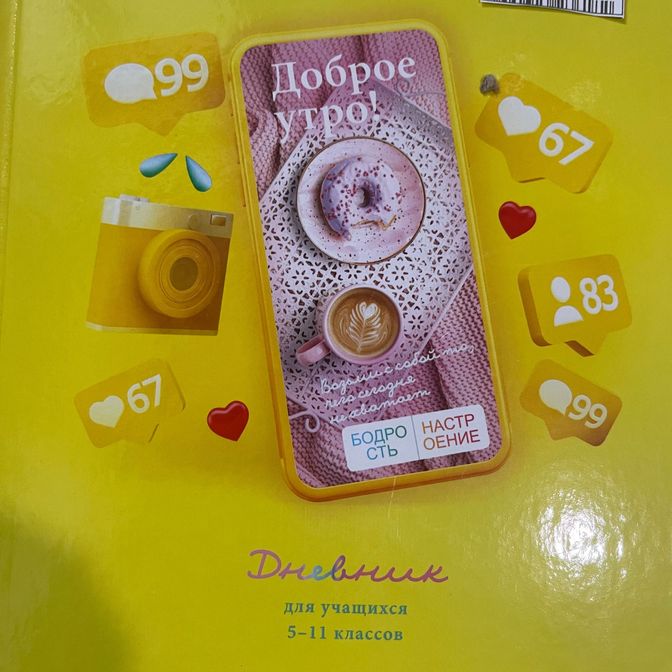 99
Доброе
утро!
67
83
67
99
Возьми с собой то,
чего сегодня
не хватает
БОДРО
СТЬ
НАСТР
ОЕНИЕ
Дневник
для учащихся
5–11 классов